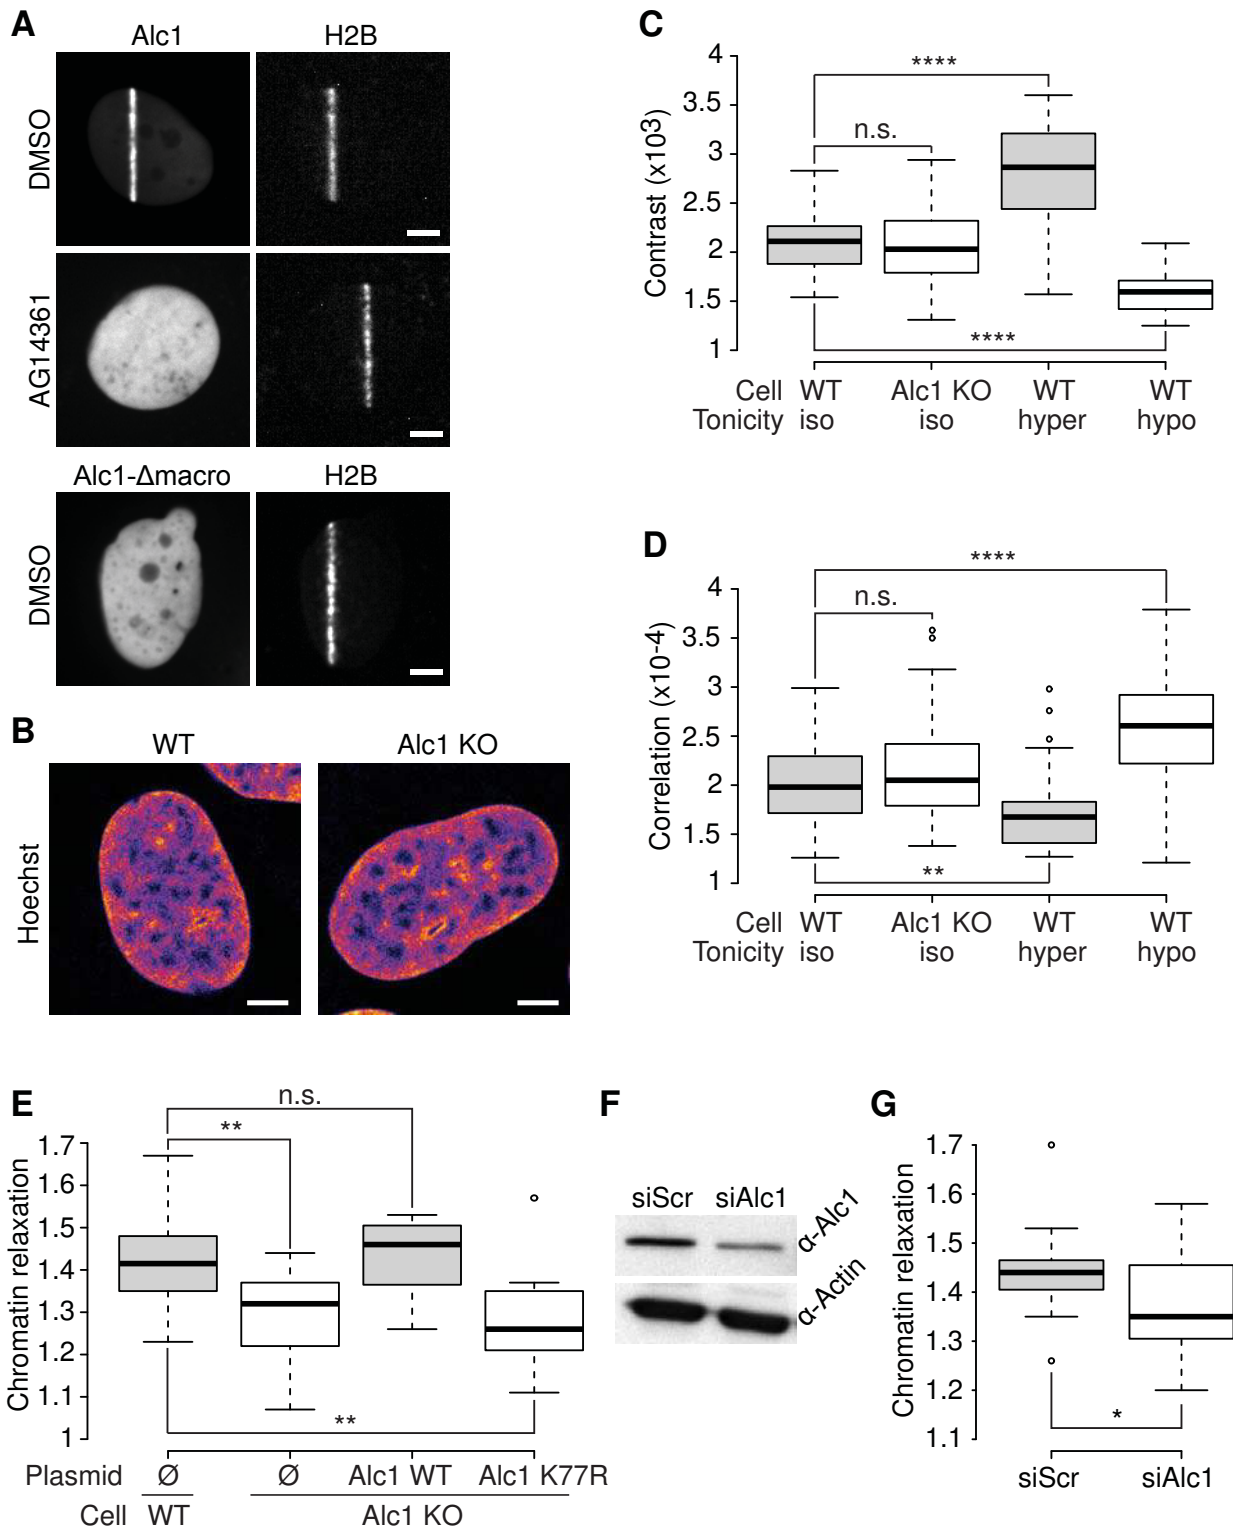 A
Alc1 H2B
DMSO
AG14361
Alc1-Δmacro H2B
DMSO
B
WT Alc1 KO
Hoechst
C
4
3.5
3
2.5
2
1.5
1
Contrast (x103)
****
n.s.
****
Cell WT Alc1 KO WT WT
Tonicity iso iso hyper hypo
D
4
3.5
3
2.5
2
1.5
1
Correlation (x10-4)
****
n.s.
**
Cell WT Alc1 KO WT WT
Tonicity iso iso hyper hypo
E
1.7
1.6
1.5
1.4
1.3
1.2
1.1
1
Chromatin relaxation
n.s.
**
**
Plasmid Ø Ø Alc1 WT Alc1 K77R
Cell WT Alc1 KO
F
siScr siAlc1
α-Alc1
α-Actin
G
1.7
1.6
1.5
1.4
1.3
1.2
1.1
Chromatin relaxation
*
siScr siAlc1